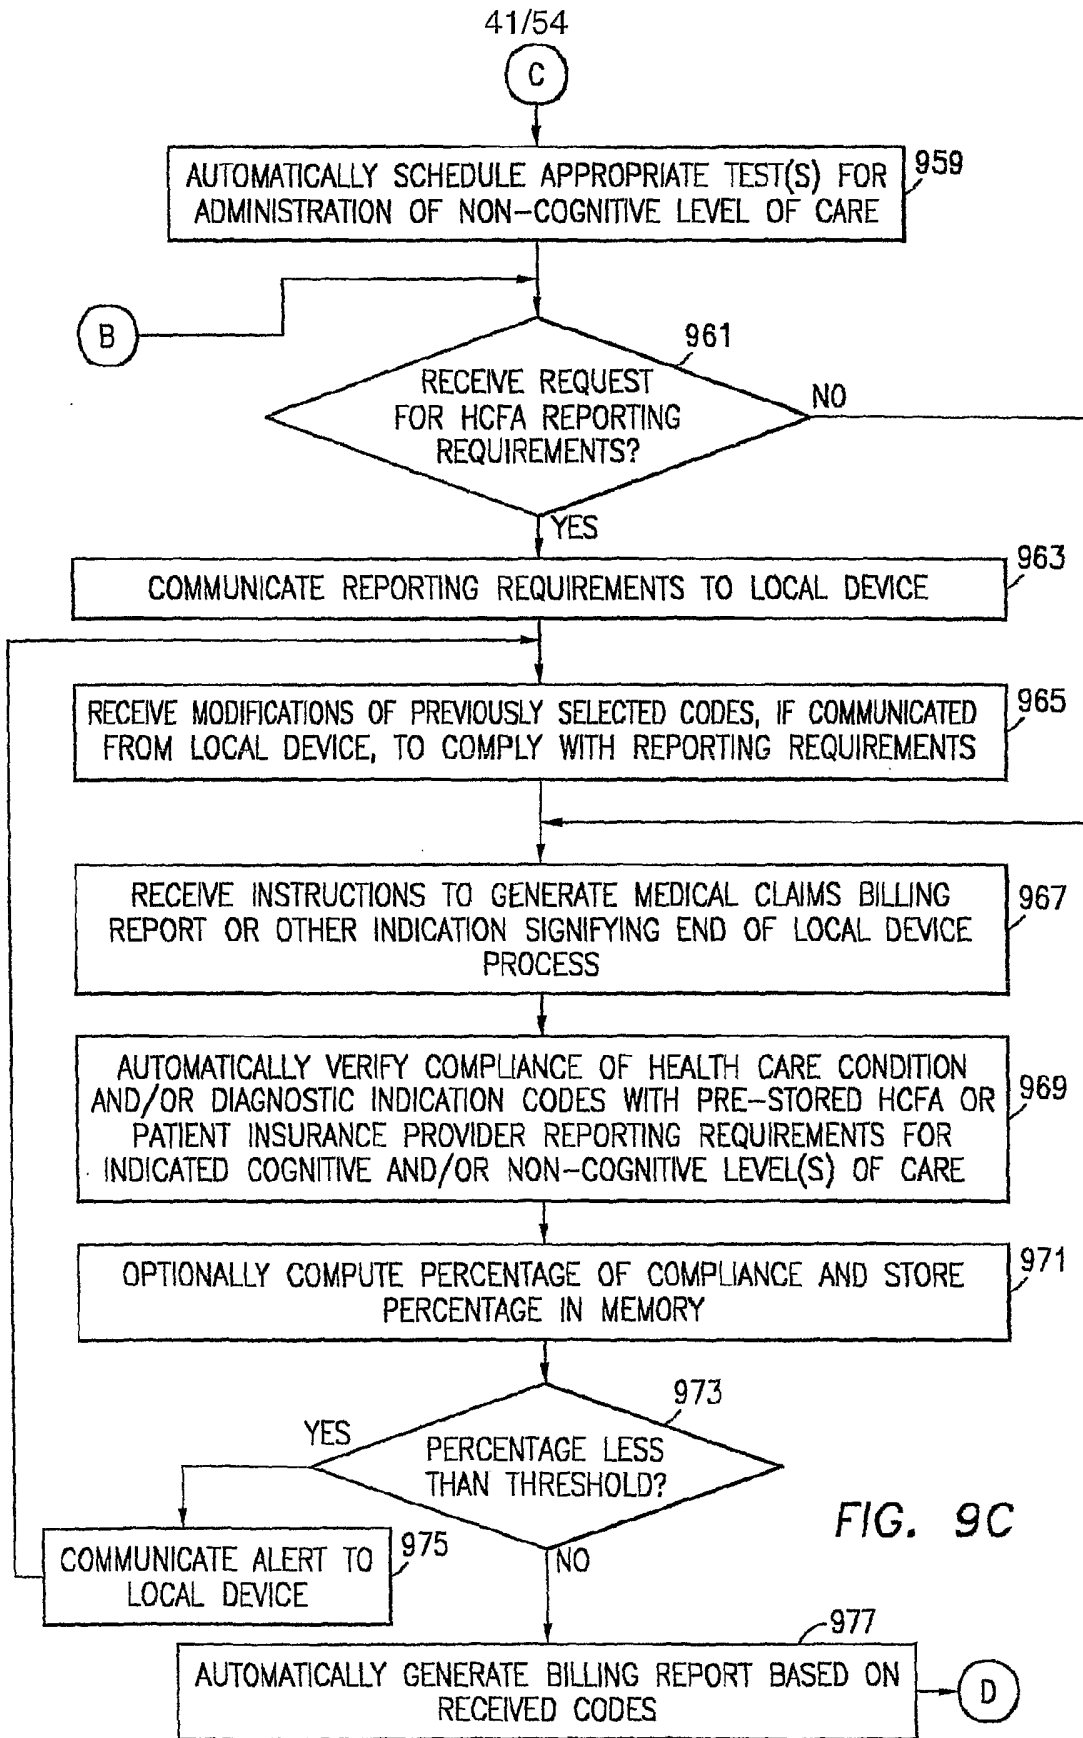 41/54
C
AUTOMATICALLY SCHEDULE APPROPRIATE TEST(S) FOR
ADMINISTRATION OF NON-COGNITIVE LEVEL OF CARE
959
B
961
RECEIVE REQUEST
FOR HCFA REPORTING
REQUIREMENTS?
NO
YES
COMMUNICATE REPORTING REQUIREMENTS TO LOCAL DEVICE
963
RECEIVE MODIFICATIONS OF PREVIOUSLY SELECTED CODES, IF COMMUNICATED
FROM LOCAL DEVICE, TO COMPLY WITH REPORTING REQUIREMENTS
965
RECEIVE INSTRUCTIONS TO GENERATE MEDICAL CLAIMS BILLING
REPORT OR OTHER INDICATION SIGNIFYING END OF LOCAL DEVICE
PROCESS
967
AUTOMATICALLY VERIFY COMPLIANCE OF HEALTH CARE CONDITION
AND/OR DIAGNOSTIC INDICATION CODES WITH PRE-STORED HCFA OR
PATIENT INSURANCE PROVIDER REPORTING REQUIREMENTS FOR
INDICATED COGNITIVE AND/OR NON-COGNITIVE LEVEL(S) OF CARE
969
OPTIONALLY COMPUTE PERCENTAGE OF COMPLIANCE AND STORE
PERCENTAGE IN MEMORY
971
973
YES
PERCENTAGE LESS
THAN THRESHOLD?
NO
FIG. 9C
COMMUNICATE ALERT TO
LOCAL DEVICE
975
977
AUTOMATICALLY GENERATE BILLING REPORT BASED ON
RECEIVED CODES
D